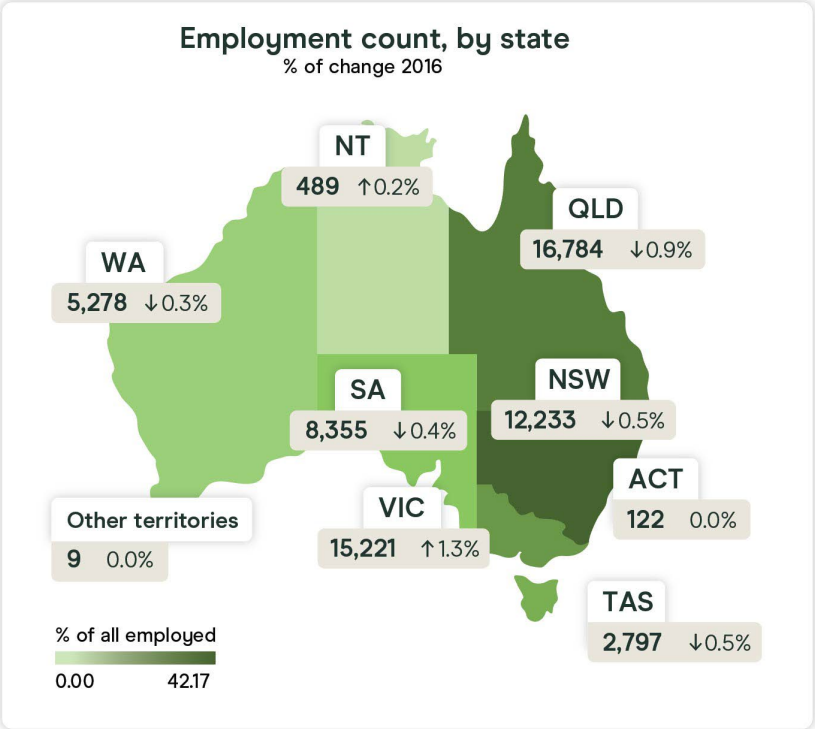 Employment count, by state
% of change 2016
NT
489 ↑0.2%
QLD
16,784 ↓0.9%
WA
5,278 ↓0.3%
NSW
12,233 ↓0.5%
SA
8,355 ↓0.4%
ACT
122 0.0%
VIC
15,221 ↑1.3%
Other territories
9 0.0%
TAS
2,797 ↓0.5%
% of all employed
0.00 42.17